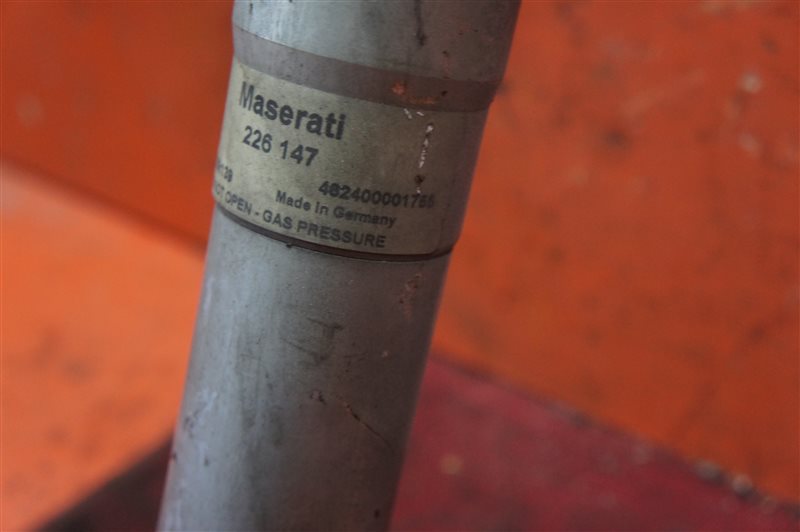 Maserati
226 147
462400001755
Made in Germany
OPEN - GAS PRESSURE